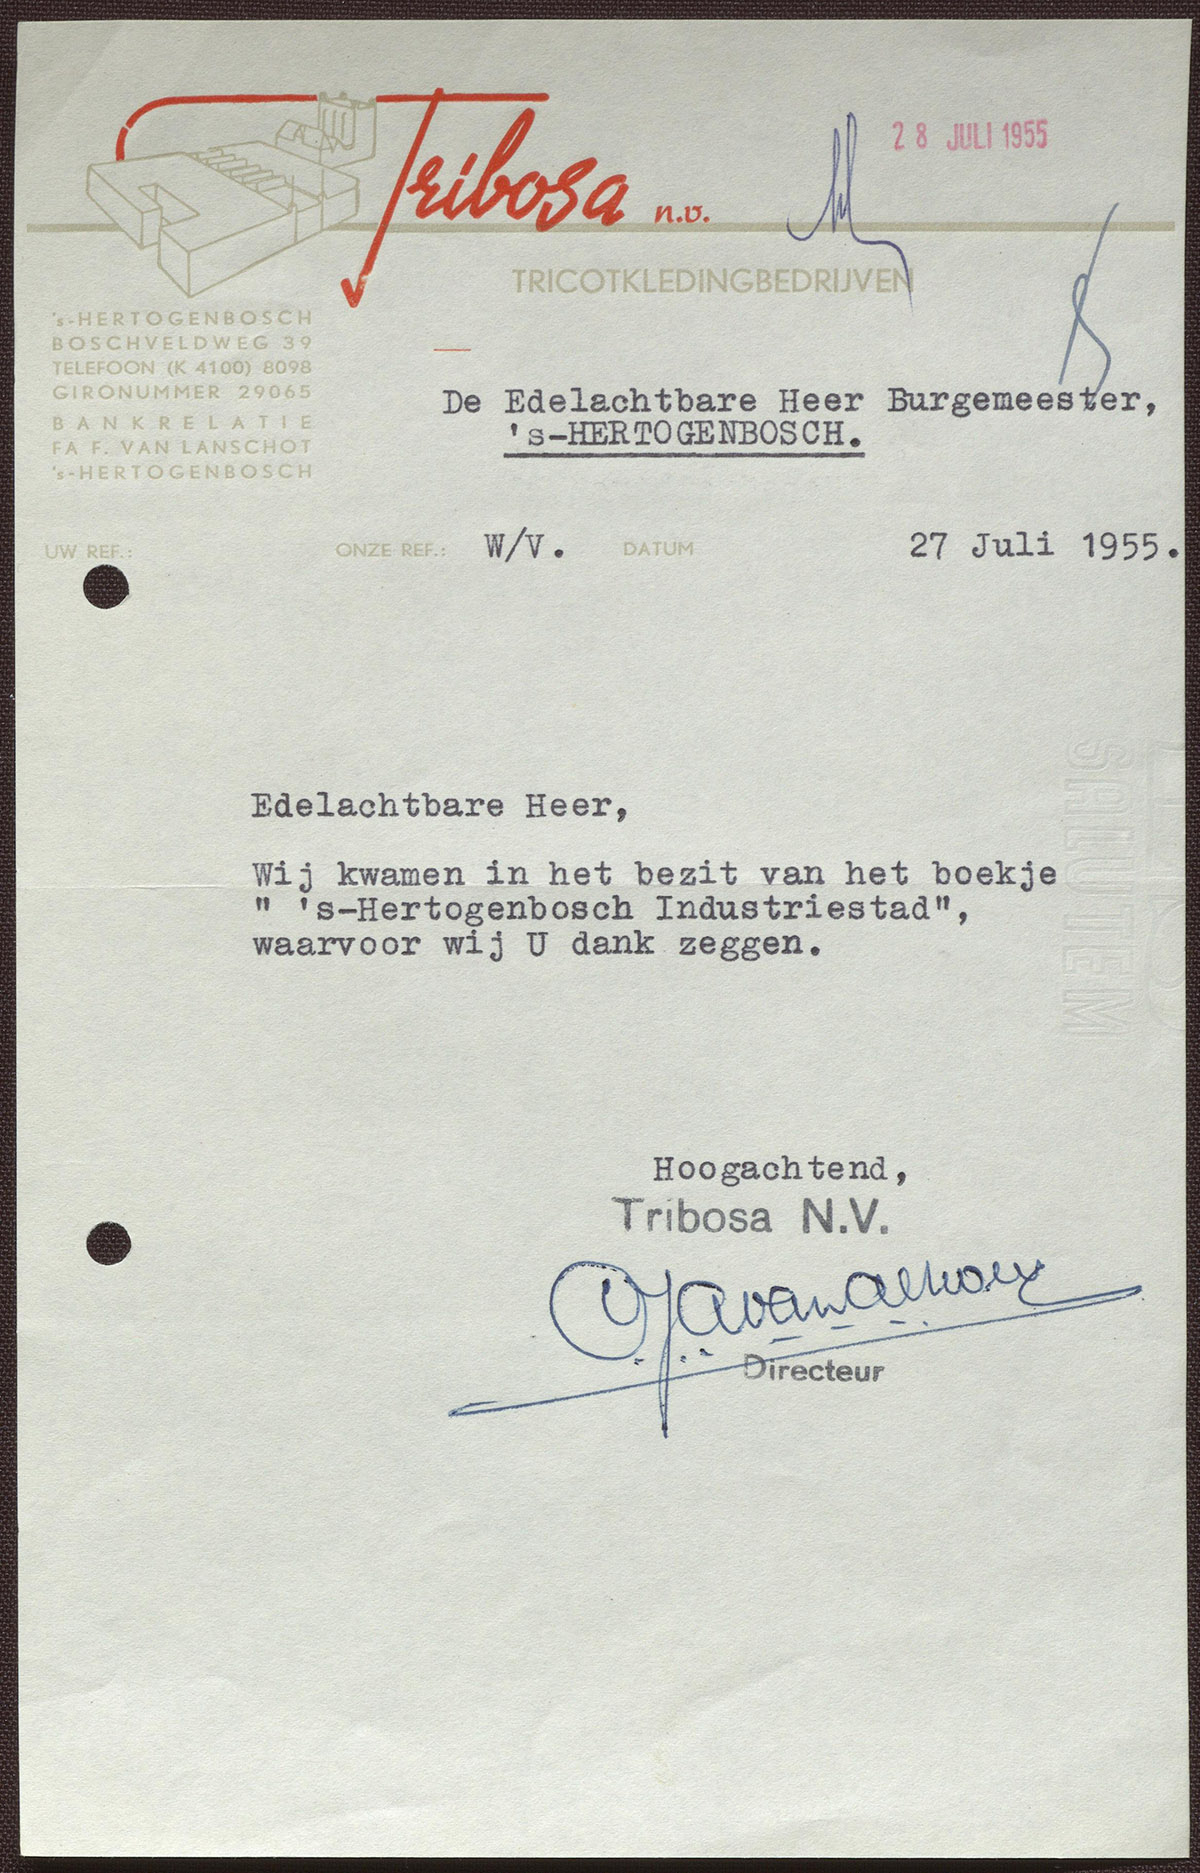 28 JULI 1955
Tribosa n.v.
TRICOTKLEDINGBEDRIJVEN
's-HERTOGENBOSCH
BOSCHVELDWEG 39
TELEFOON (K 4100) 8098
GIRONUMMER 29065
BANKRELATIE
FA F. VAN LANSCHOT
's-HERTOGENBOSCH
De Edelachtbare Heer Burgemeester,
's-HERTOGENBOSCH.
UW REF.: ONZE REF.: W/V. DATUM 27 Juli 1955.
Edelachtbare Heer,
Wij kwamen in het bezit van het boekje
" 's-Hertogenbosch Industriestad",
waarvoor wij U dank zeggen.
Hoogachtend,
Tribosa N.V.
Directeur